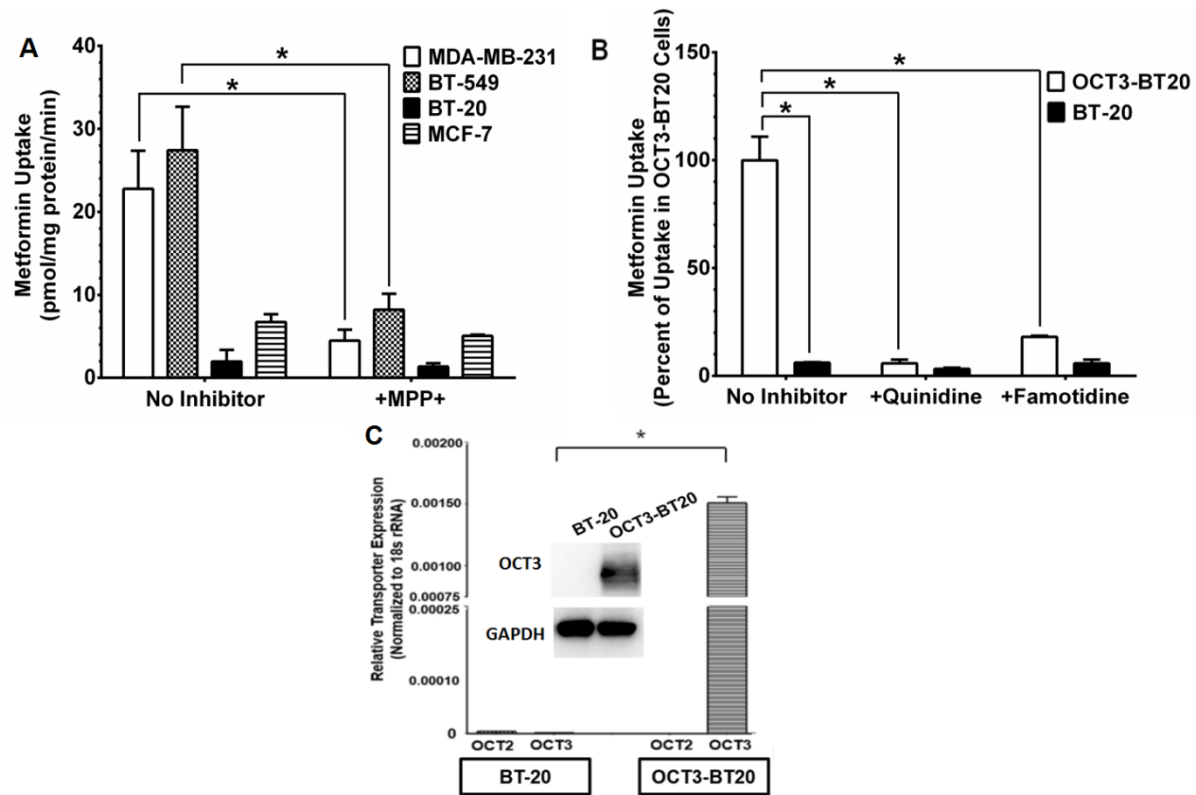 A
*
*
MDA-MB-231
BT-549
BT-20
MCF-7
Metformin Uptake
(pmol/mg protein/min)
40
30
20
10
0
No Inhibitor
+MPP+
B
*
*
*
OCT3-BT20
BT-20
Metformin Uptake
(Percent of Uptake in OCT3-BT20 Cells)
150
100
50
0
No Inhibitor
+Quinidine
+Famotidine
C
*
Relative Transporter Expression
(Normalized to 18s rRNA)
0.00200
0.00150
0.00100
0.00075
0.00025
0.00010
0
BT-20
OCT3-BT20
OCT3
GAPDH
OCT2
OCT3
OCT2
OCT3
BT-20
OCT3-BT20